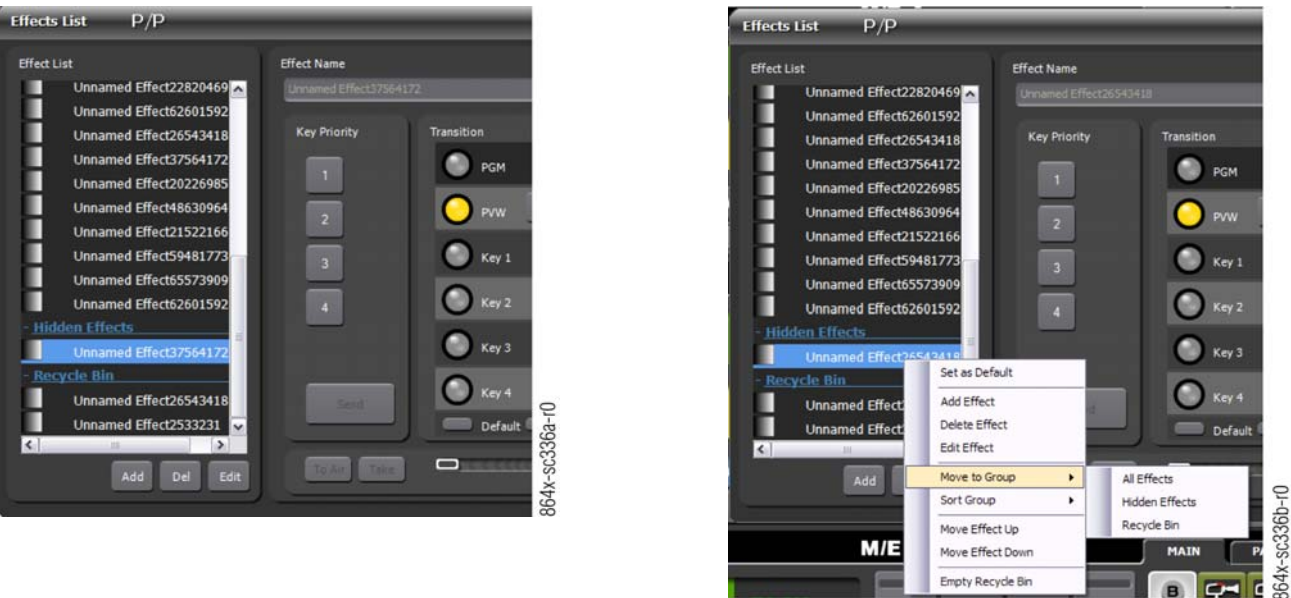 Effects List P/P
Effect List
Unnamed Effect22820469
Unnamed Effect62601592
Unnamed Effect26543418
Unnamed Effect37564172
Unnamed Effect20226985
Unnamed Effect48630964
Unnamed Effect21522166
Unnamed Effect59481773
Unnamed Effect65573909
Unnamed Effect62601592
- Hidden Effects
Unnamed Effect37564172
- Recycle Bin
Unnamed Effect26543418
Unnamed Effect2533231
Add Del Edit
Effect Name
Unnamed Effect37564172
Key Priority
1
2
3
4
Send
To Air Take
Transition
PGM
PVW
Key 1
Key 2
Key 3
Key 4
Default
864x-sc336a-r0
Effects List P/P
Effect List
Unnamed Effect22820469
Unnamed Effect62601592
Unnamed Effect26543418
Unnamed Effect37564172
Unnamed Effect20226985
Unnamed Effect48630964
Unnamed Effect21522166
Unnamed Effect59481773
Unnamed Effect65573909
Unnamed Effect62601592
- Hidden Effects
Unnamed Effect26543418
- Recycle Bin
Unnamed Effect
Unnamed Effect
Add
Effect Name
Unnamed Effect26543418
Key Priority
1
2
3
4
Transition
PGM
PVW
Key 1
Key 2
Key 3
Key 4
Default
Set as Default
Add Effect
Delete Effect
Edit Effect
Move to Group
Sort Group
Move Effect Up
Move Effect Down
Empty Recycle Bin
All Effects
Hidden Effects
Recycle Bin
M/E
MAIN
B
864x-sc336b-r0